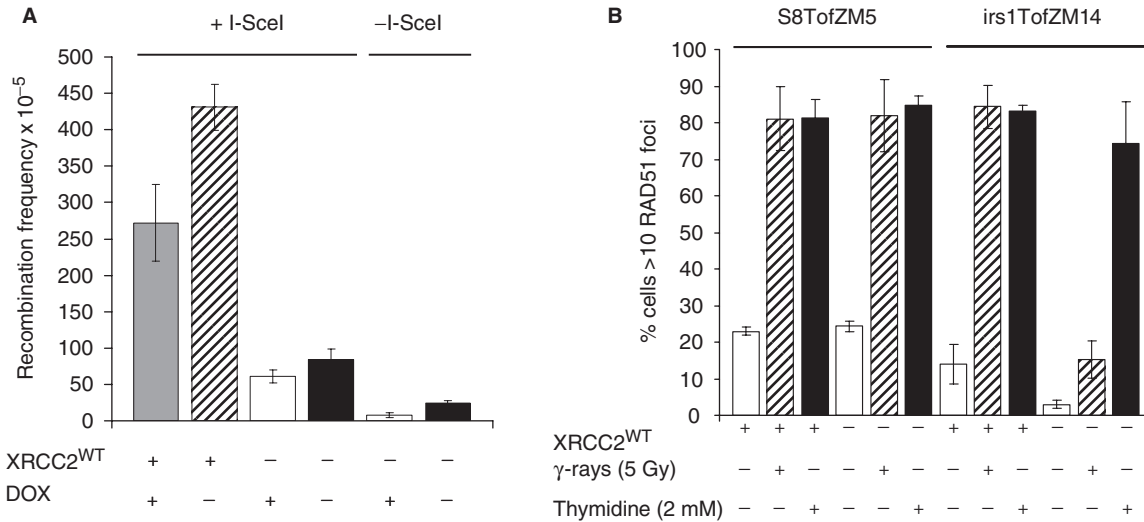 A
+ I-SceI
–I-SceI
Recombination frequency x 10⁻⁵
500
450
400
350
300
250
200
150
100
50
0
XRCC2ᵂᵀ + + – – – –
DOX + – + – + –
B
S8TofZM5
irs1TofZM14
% cells >10 RAD51 foci
100
90
80
70
60
50
40
30
20
10
0
XRCC2ᵂᵀ + + + – – – + + + – – –
γ-rays (5 Gy) – + – – + – – + – – + –
Thymidine (2 mM) – – + – – + – – + – – +